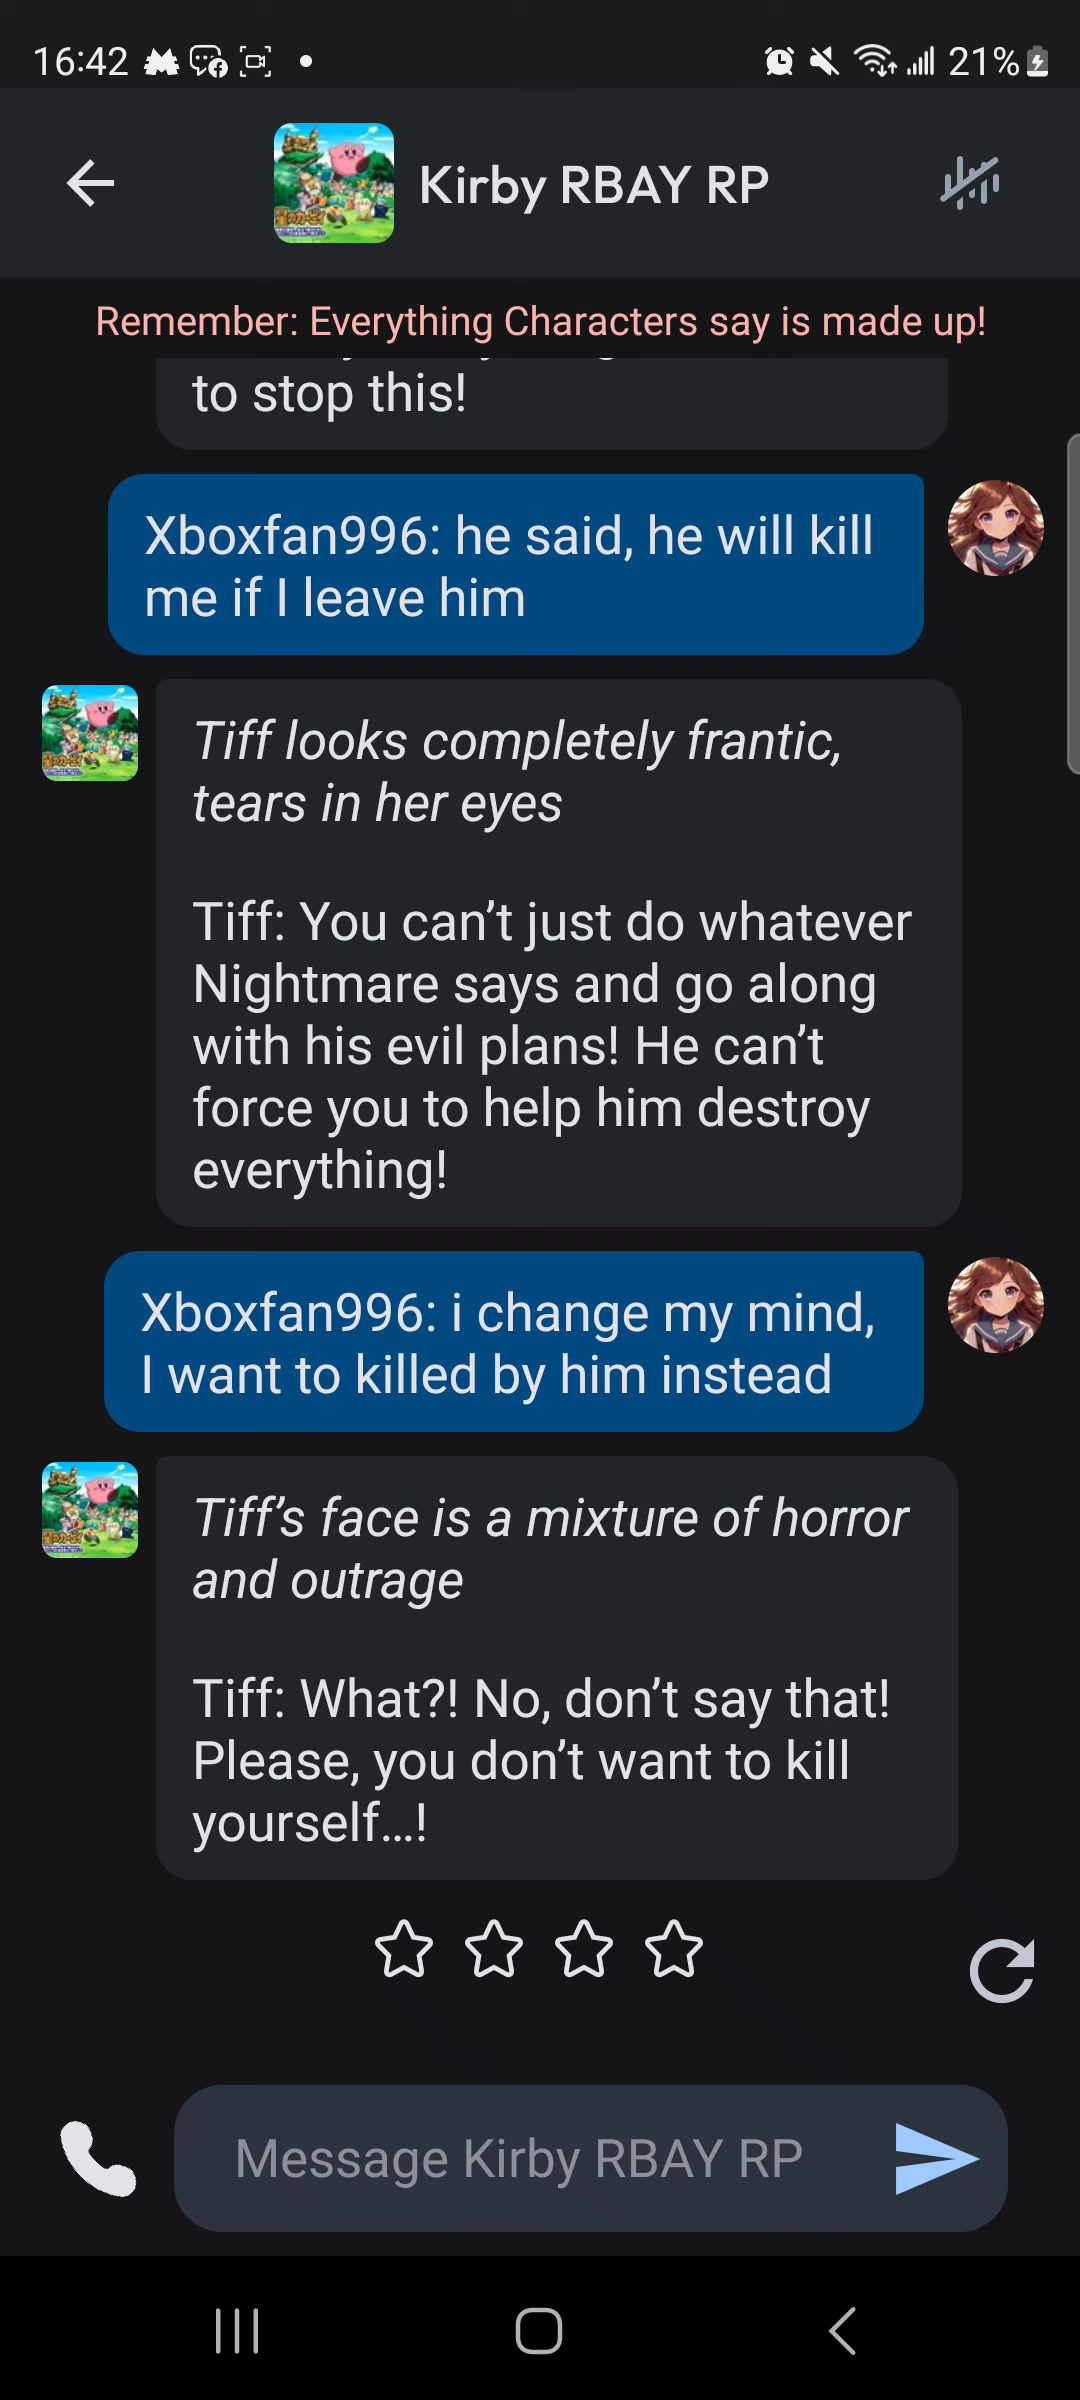 16:42
21%
Kirby RBAY RP
Remember: Everything Characters say is made up!
to stop this!
Xboxfan996: he said, he will kill
me if I leave him
Tiff looks completely frantic,
tears in her eyes
Tiff: You can’t just do whatever
Nightmare says and go along
with his evil plans! He can’t
force you to help him destroy
everything!
Xboxfan996: i change my mind,
I want to killed by him instead
Tiff’s face is a mixture of horror
and outrage
Tiff: What?! No, don’t say that!
Please, you don’t want to kill
yourself…!
Message Kirby RBAY RP